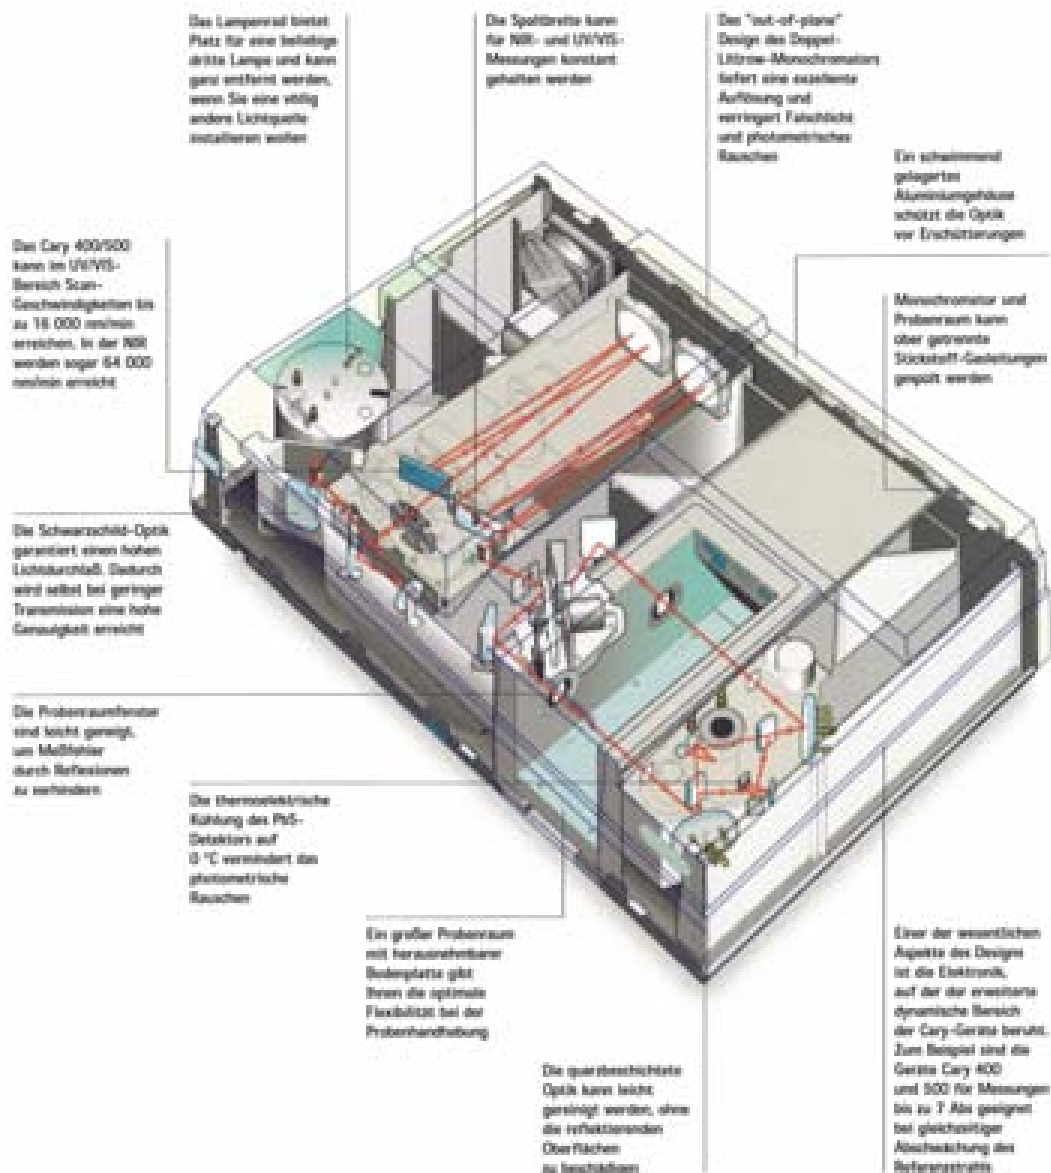 Das Lampenrad bietet
Platz für eine beliebige
dritte Lampe und kann
ganz entfernt werden,
wenn Sie eine völlig
andere Lichtquelle
installieren wollen
Die Spaltbreite kann
für NIR- und UV/VIS-
Messungen konstant
gehalten werden
Das "out-of-plane"
Design des Doppel-
Littrow-Monochromators
liefert eine exzellente
Auflösung und
verringert Falschlicht
und photometrisches
Rauschen
Ein schwimmend
gelagertes
Aluminiumgehäuse
schützt die Optik
vor Erschütterungen
Das Cary 400/500
kann im UV/VIS-
Bereich Scan-
Geschwindigkeiten bis
zu 16 000 nm/min
erreichen. In der NIR
werden sogar 64 000
nm/min erreicht
Monochromator und
Probenraum kann
über getrennte
Stickstoff-Gasleitungen
gespült werden
Die Schwarzschild-Optik
garantiert einen hohen
Lichtdurchlaß. Dadurch
wird selbst bei geringer
Transmission eine hohe
Genauigkeit erreicht
Die Probenraumfenster
sind leicht geneigt,
um Meßfehler
durch Reflexionen
zu verhindern
Die thermoelektrische
Kühlung des PbS-
Detektors auf
0 °C vermindert das
photometrische
Rauschen
Ein großer Probenraum
mit herausnehmbarer
Bodenplatte gibt
Ihnen die optimale
Flexibilität bei der
Probenhandhabung
Die quarzbeschichtete
Optik kann leicht
gereinigt werden, ohne
die reflektierenden
Oberflächen
zu beschädigen
Einer der wesentlichen
Aspekte des Designs
ist die Elektronik,
auf der der erweiterte
dynamische Bereich
der Cary-Geräte beruht.
Zum Beispiel sind die
Geräte Cary 400
und 500 für Messungen
bis zu 7 Abs geeignet
bei gleichzeitiger
Abschwächung des
Referenzstrahls